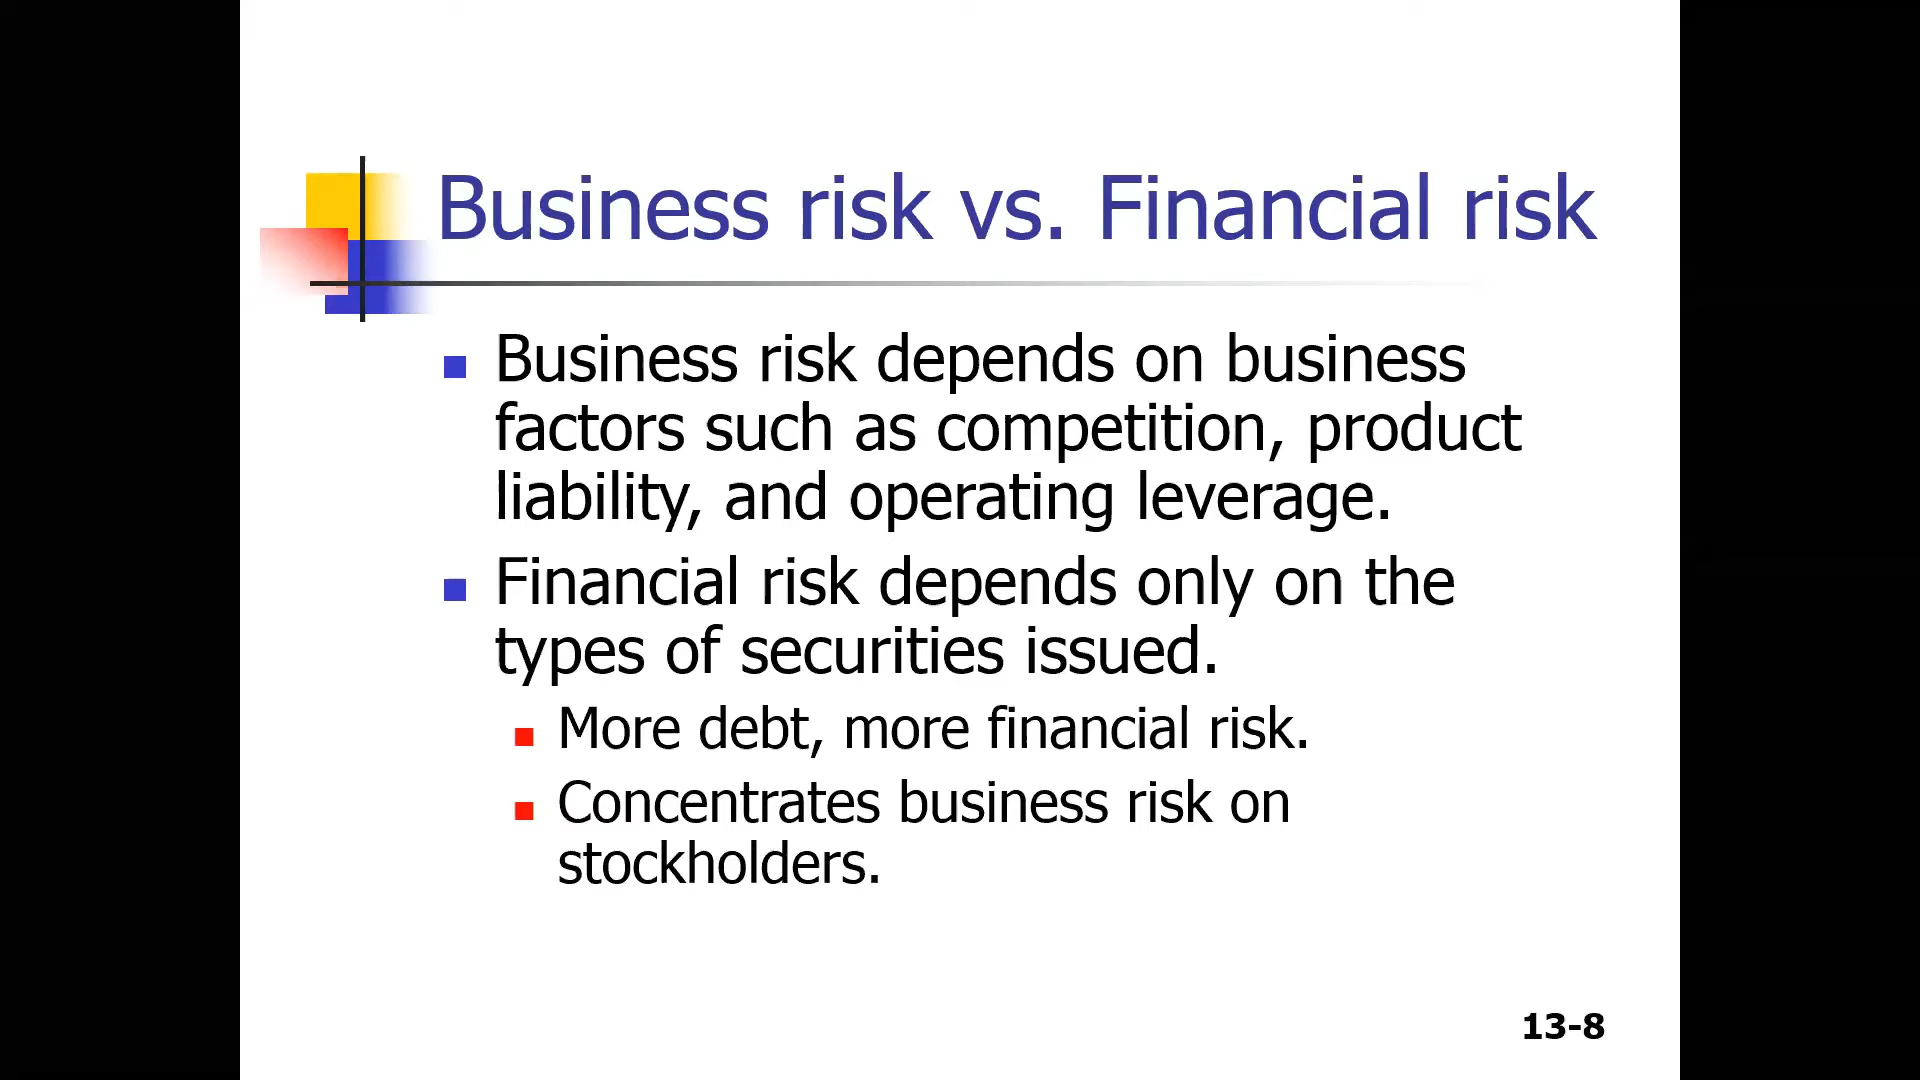 Business risk vs. Financial risk
Business risk depends on business
factors such as competition, product
liability, and operating leverage.
Financial risk depends only on the
types of securities issued.
More debt, more financial risk.
Concentrates business risk on
stockholders.
13-8